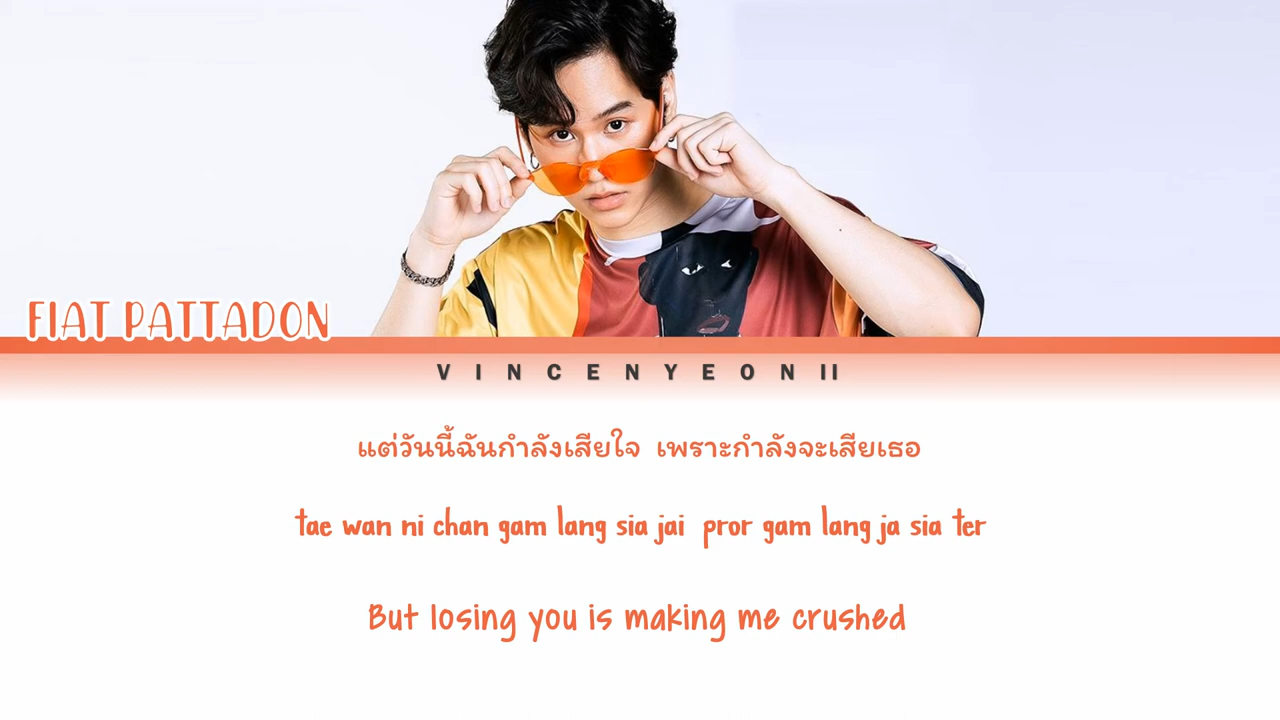 FIAT PATTADON
VINCENYEON II
แต่วันนี้ฉันกำลังเสียใจ เพราะกำลังจะเสียเธอ
tae wan ni chan gam lang sia jai pror gam lang ja sia ter
But losing you is making me crushed